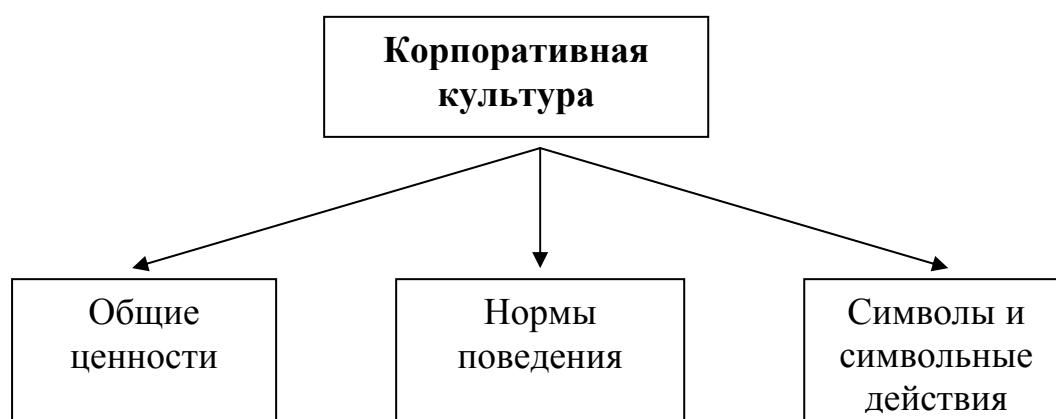 Корпоративная
культура
Общие
ценности
Нормы
поведения
Символы и
символьные
действия